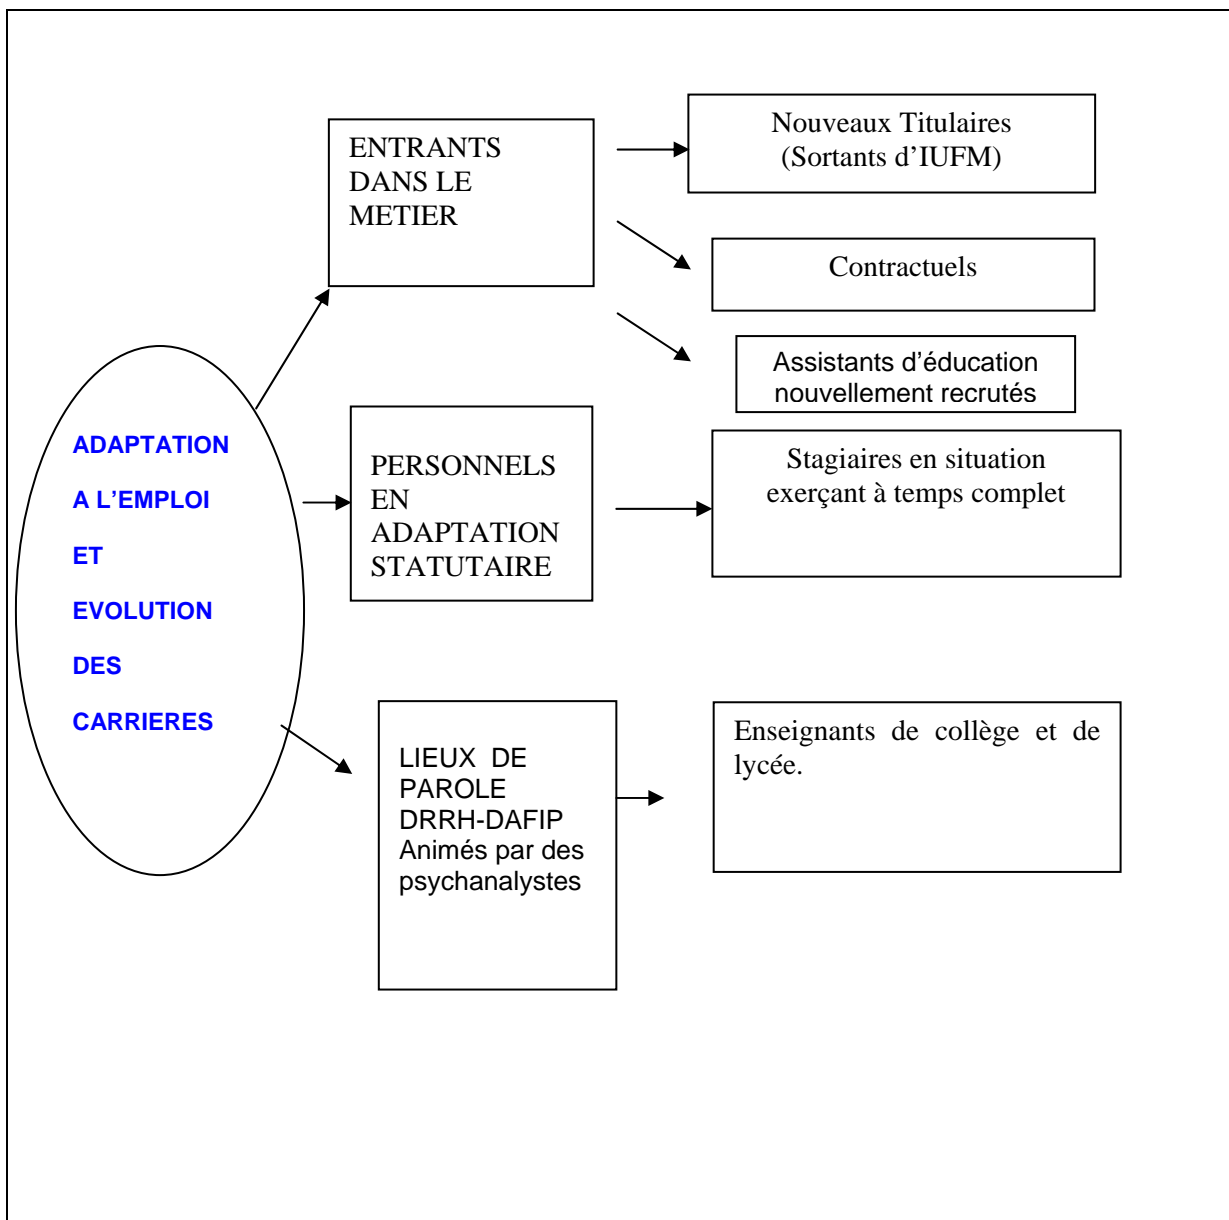 ADAPTATION
A L’EMPLOI
ET
EVOLUTION
DES
CARRIERES
ENTRANTS
DANS LE
METIER
Nouveaux Titulaires
(Sortants d’IUFM)
Contractuels
Assistants d’éducation
nouvellement recrutés
PERSONNELS
EN
ADAPTATION
STATUTAIRE
Stagiaires en situation
exerçant à temps complet
LIEUX DE
PAROLE
DRRH-DAFIP
Animés par des
psychanalystes
Enseignants de collège et de
lycée.